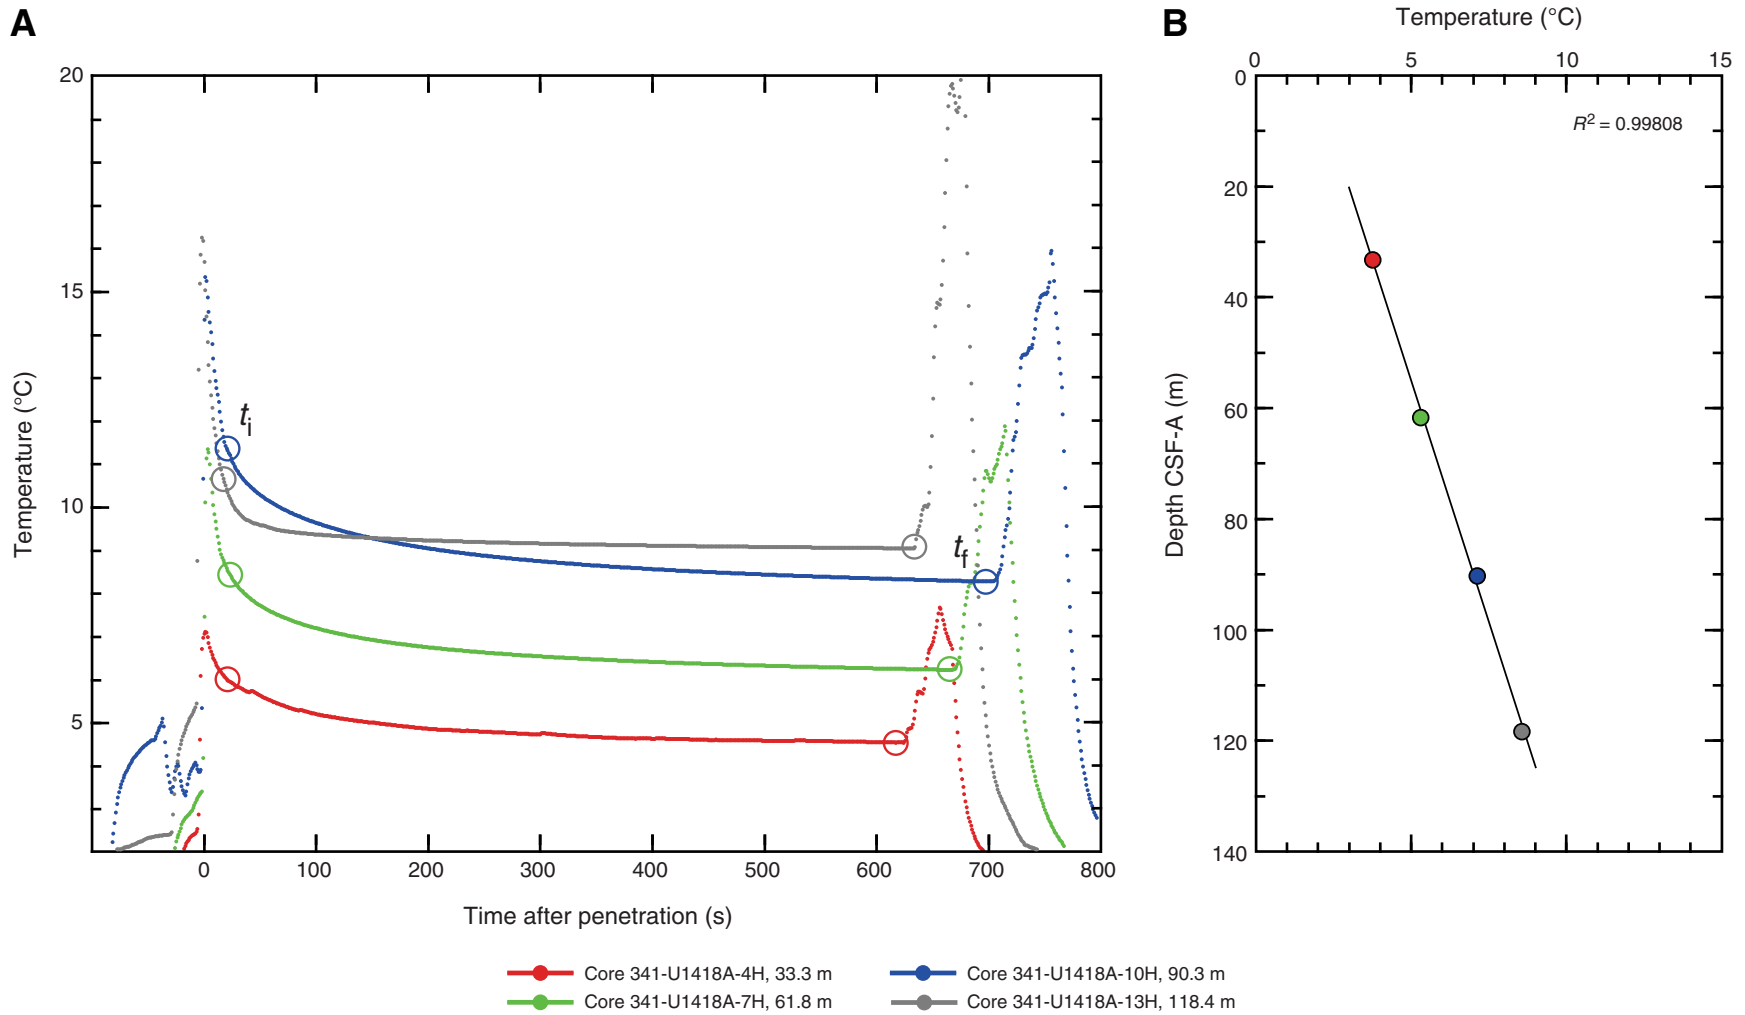 A
B
Temperature (°C)
0 5 10 15
20
15
10
5
Temperature (°C)
t_i
t_f
0 100 200 300 400 500 600 700 800
Time after penetration (s)
R² = 0.99808
0
20
40
60
80
100
120
140
Depth CSF-A (m)
Core 341-U1418A-4H, 33.3 m
Core 341-U1418A-7H, 61.8 m
Core 341-U1418A-10H, 90.3 m
Core 341-U1418A-13H, 118.4 m